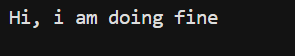 Hi, i am doing fine